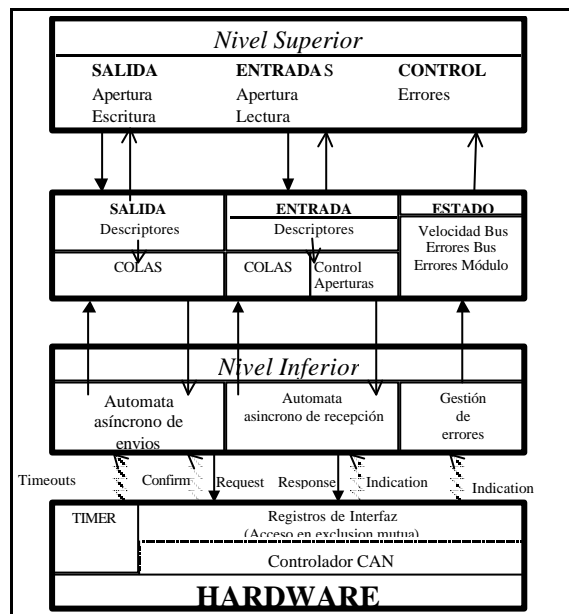 Nivel Superior
SALIDA ENTRADAS CONTROL
Apertura Apertura Errores
Escritura Lectura
SALIDA ENTRADA ESTADO
Descriptores Descriptores Velocidad Bus
Errores Bus
Errores Módulo
COLAS COLAS Control
Aperturas
Nivel Inferior
Automata
asíncrono de
envios
Automata
asincrono de recepción
Gestión
de
errores
Timeouts Confirm Request Response Indication Indication
TIMER Registros de Interfaz
(Acceso en exclusion mutua)
Controlador CAN
HARDWARE